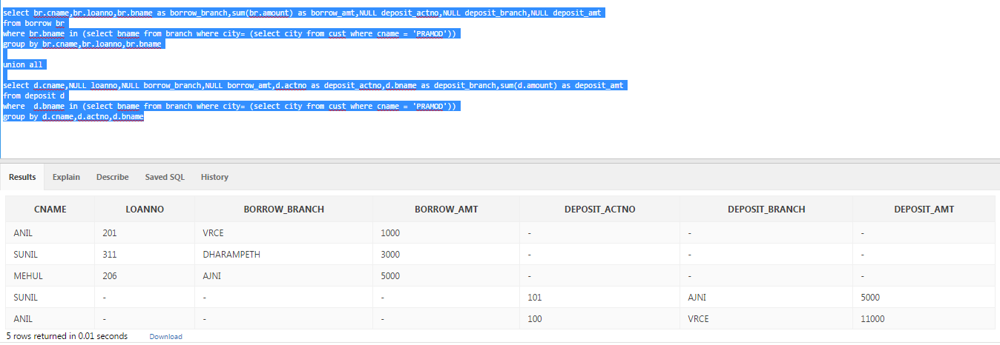 select br.cname,br.loanno,br.bname as borrow_branch,sum(br.amount) as borrow_amt,NULL deposit_actno,NULL deposit_branch,NULL deposit_amt
from borrow br
where br.bname in (select bname from branch where city= (select city from cust where cname = 'PRAMOD'))
group by br.cname,br.loanno,br.bname
union all
select d.cname,NULL loanno,NULL borrow_branch,NULL borrow_amt,d.actno as deposit_actno,d.bname as deposit_branch,sum(d.amount) as deposit_amt
from deposit d
where  d.bname in (select bname from branch where city= (select city from cust where cname = 'PRAMOD'))
group by d.cname,d.actno,d.bname
Results Explain Describe Saved SQL History
CNAME LOANNO BORROW_BRANCH BORROW_AMT DEPOSIT_ACTNO DEPOSIT_BRANCH DEPOSIT_AMT
ANIL 201 VRCE 1000 - - -
SUNIL 311 DHARAMPETH 3000 - - -
MEHUL 206 AJNI 5000 - - -
SUNIL - - - 101 AJNI 5000
ANIL - - - 100 VRCE 11000
5 rows returned in 0.01 seconds Download